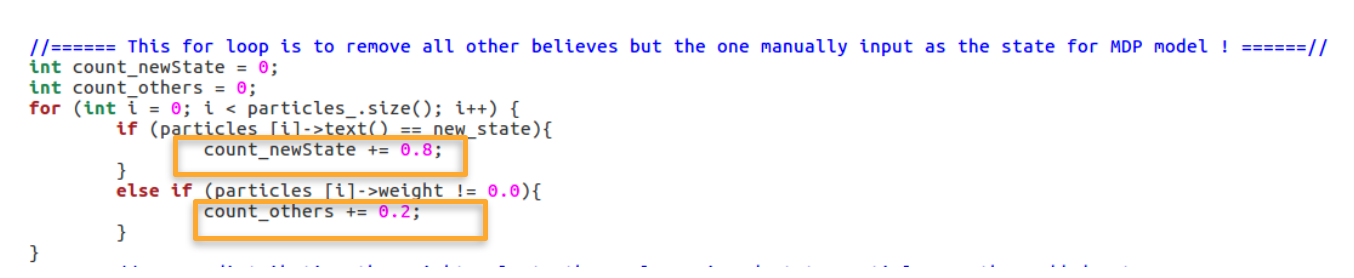 //====== This for loop is to remove all other believes but the one manually input as the state for MDP model ! ======//
int count_newState = 0;
int count_others = 0;
for (int i = 0; i < particles_.size(); i++) {
if (particles_[i]->text() == new_state){
count_newState += 0.8;
}
else if (particles_[i]->weight != 0.0){
count_others += 0.2;
}
}